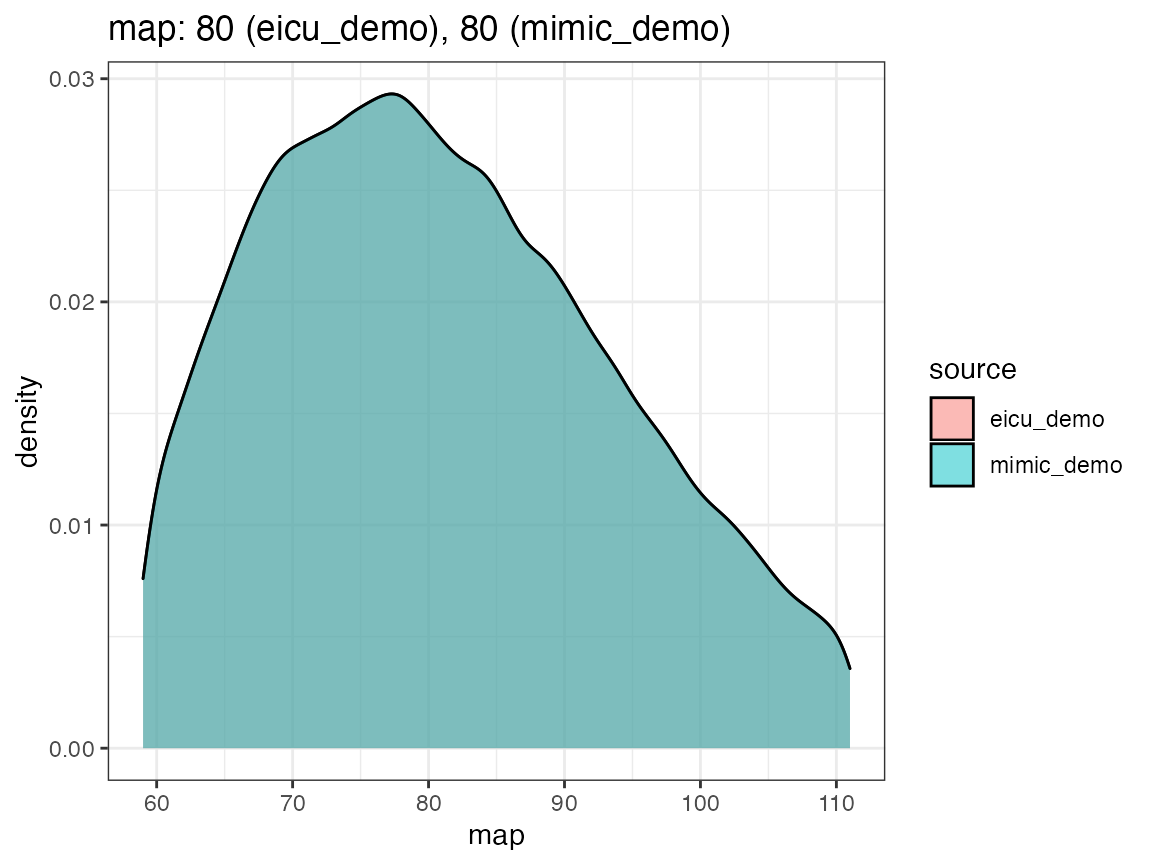 map: 80 (eicu_demo), 80 (mimic_demo)
0.03
0.02
0.01
0.00
density
60 70 80 90 100 110
map
source
eicu_demo
mimic_demo